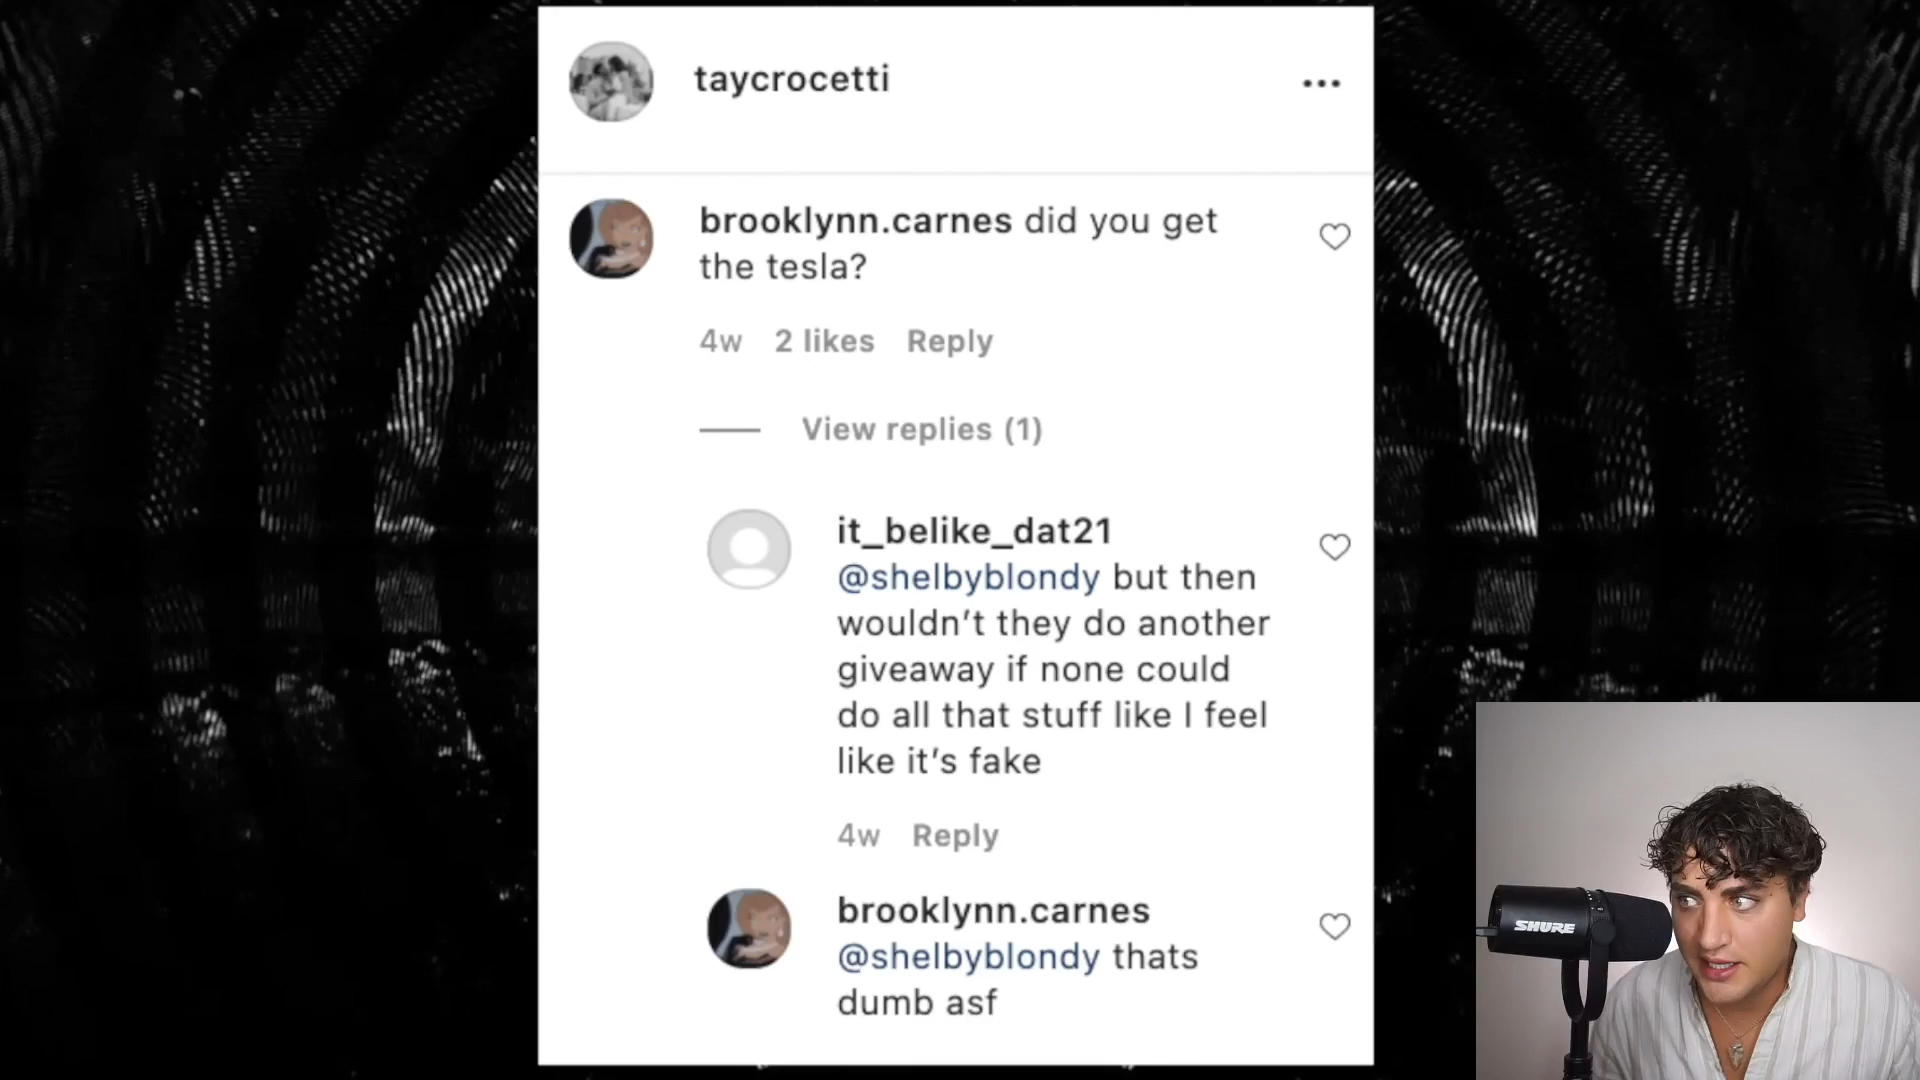 taycrocetti
brooklynn.carnes did you get
the tesla?
4w 2 likes Reply
View replies (1)
it_belike_dat21
@shelbyblondy but then
wouldn’t they do another
giveaway if none could
do all that stuff like I feel
like it’s fake
4w Reply
brooklynn.carnes
@shelbyblondy thats
dumb asf
SHURE